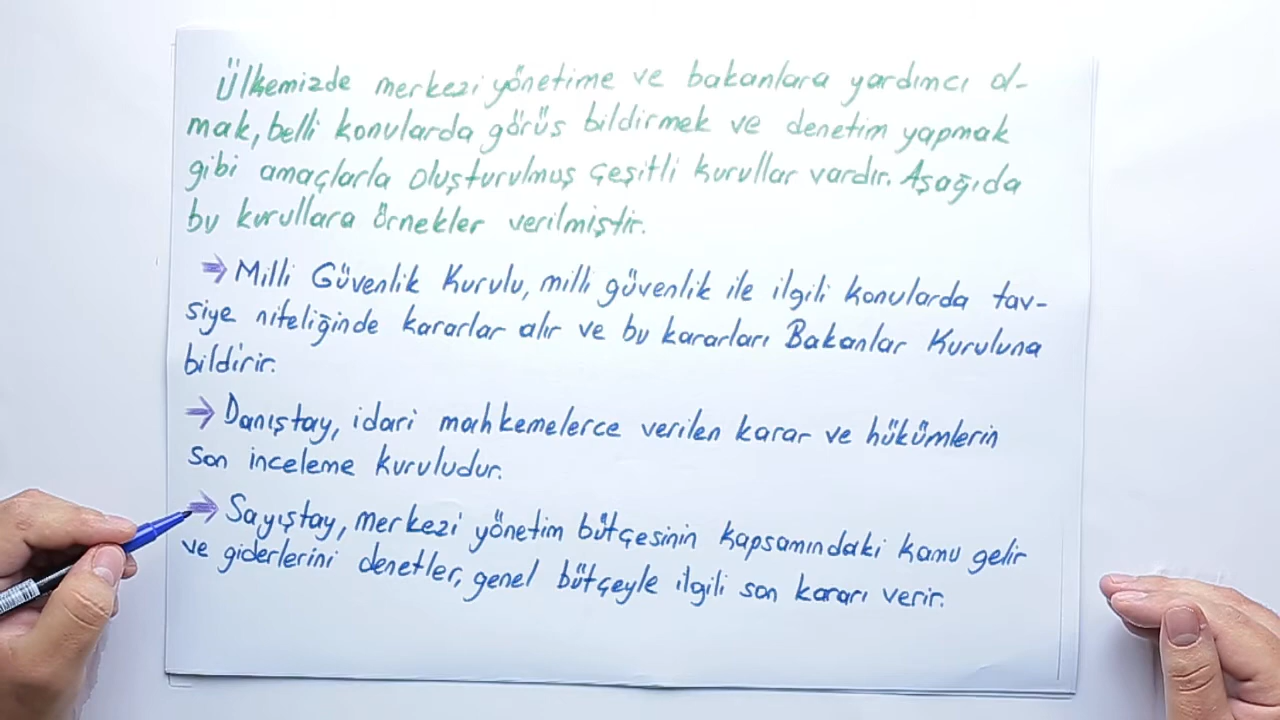 Ülkemizde merkezi yönetime ve bakanlara yardımcı ol-
mak, belli konularda görüş bildirmek ve denetim yapmak
gibi amaçlarla oluşturulmuş çeşitli kurullar vardır. Aşağıda
bu kurullara örnekler verilmiştir.
→ Milli Güvenlik Kurulu, milli güvenlik ile ilgili konularda tav-
siye niteliğinde kararlar alır ve bu kararları Bakanlar Kuruluna
bildirir.
→ Danıştay, idari mahkemelerce verilen karar ve hükümlerin
son inceleme kuruludur.
→ Sayıştay, merkezi yönetim bütçesinin kapsamındaki kamu gelir
ve giderlerini denetler, genel bütçeyle ilgili son kararı verir.